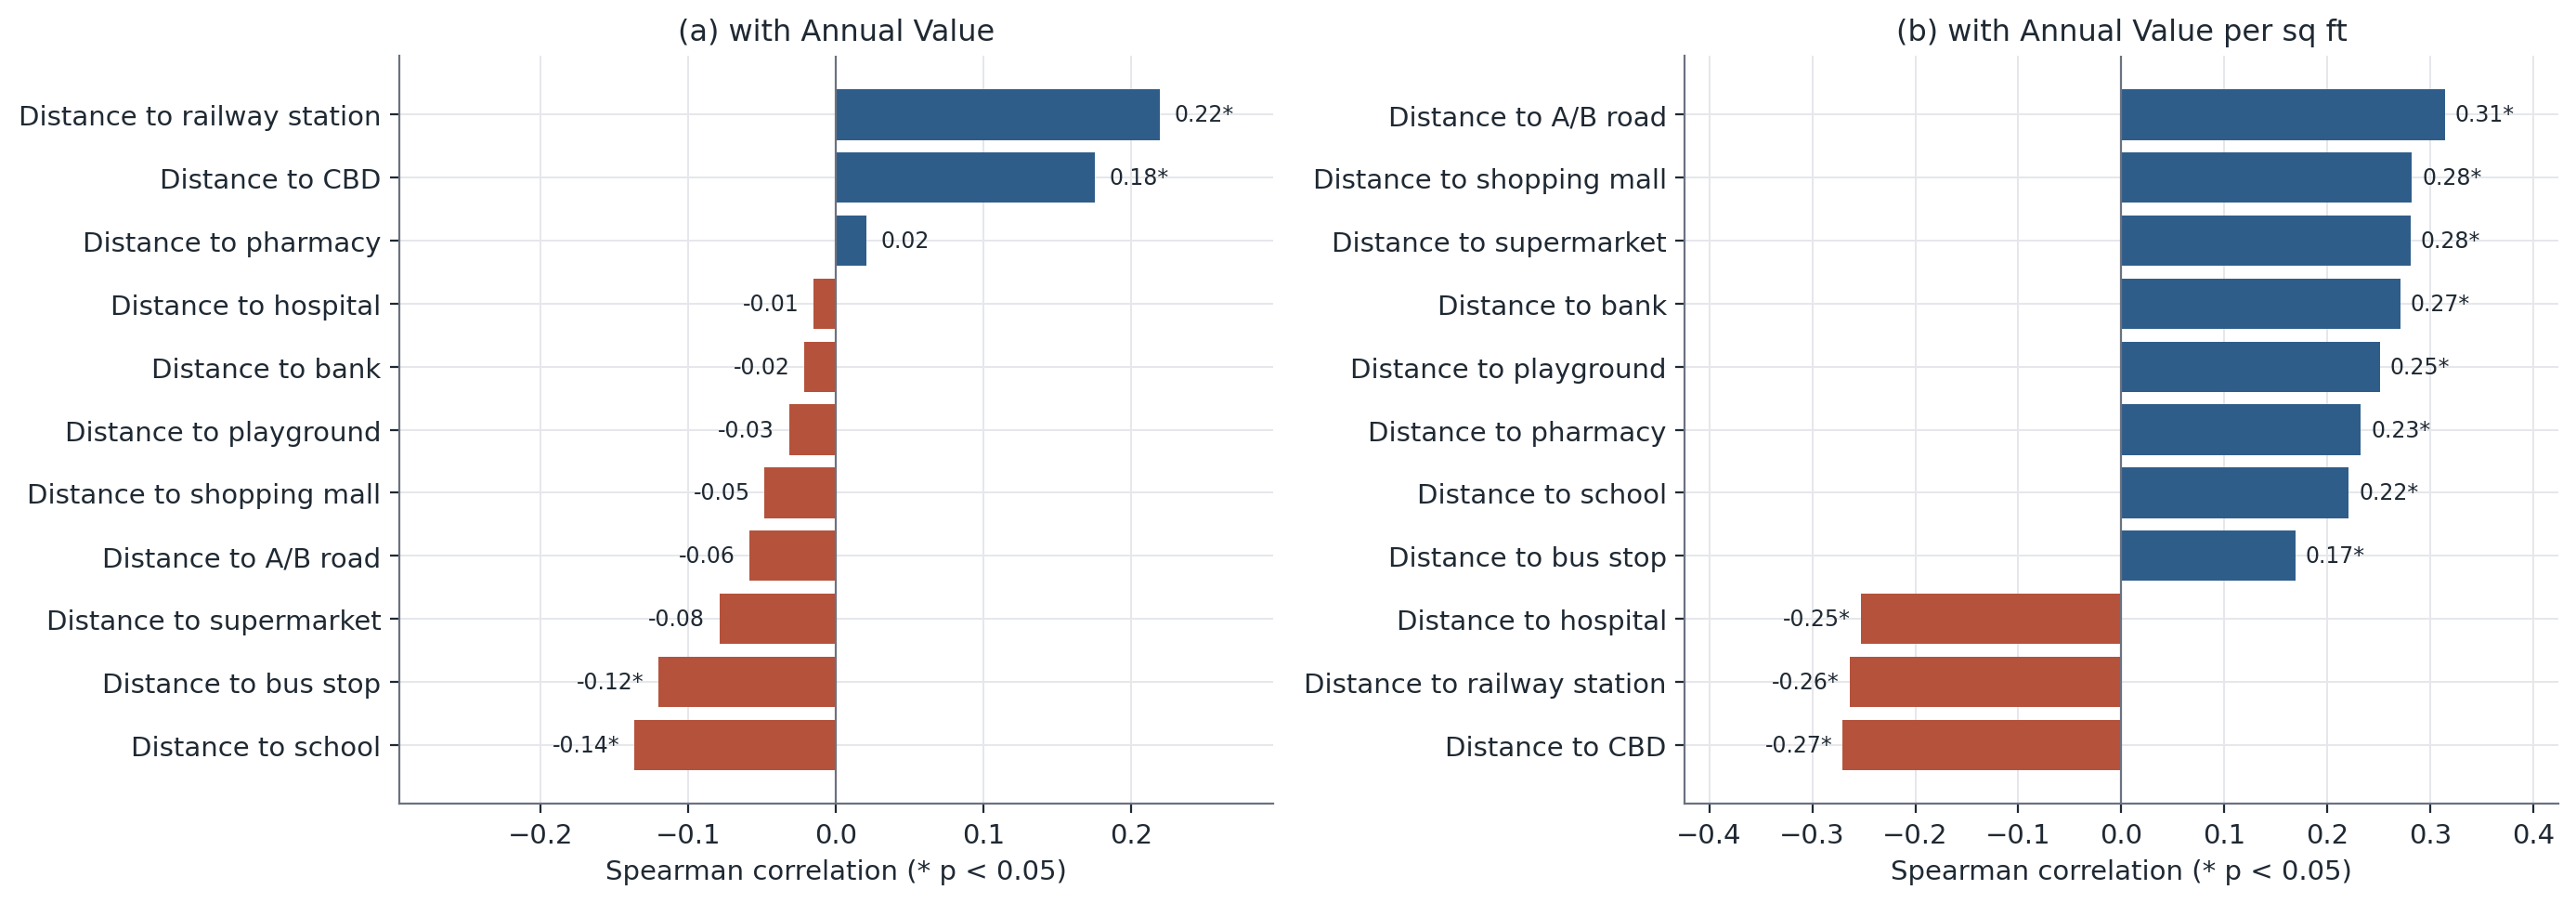 (a) with Annual Value
Distance to railway station 0.22*
Distance to CBD 0.18*
Distance to pharmacy 0.02
Distance to hospital -0.01
Distance to bank -0.02
Distance to playground -0.03
Distance to shopping mall -0.05
Distance to A/B road -0.06
Distance to supermarket -0.08
Distance to bus stop -0.12*
Distance to school -0.14*
−0.2 −0.1 0.0 0.1 0.2
Spearman correlation (* p < 0.05)
(b) with Annual Value per sq ft
Distance to A/B road 0.31*
Distance to shopping mall 0.28*
Distance to supermarket 0.28*
Distance to bank 0.27*
Distance to playground 0.25*
Distance to pharmacy 0.23*
Distance to school 0.22*
Distance to bus stop 0.17*
Distance to hospital -0.25*
Distance to railway station -0.26*
Distance to CBD -0.27*
−0.4 −0.3 −0.2 −0.1 0.0 0.1 0.2 0.3 0.4
Spearman correlation (* p < 0.05)